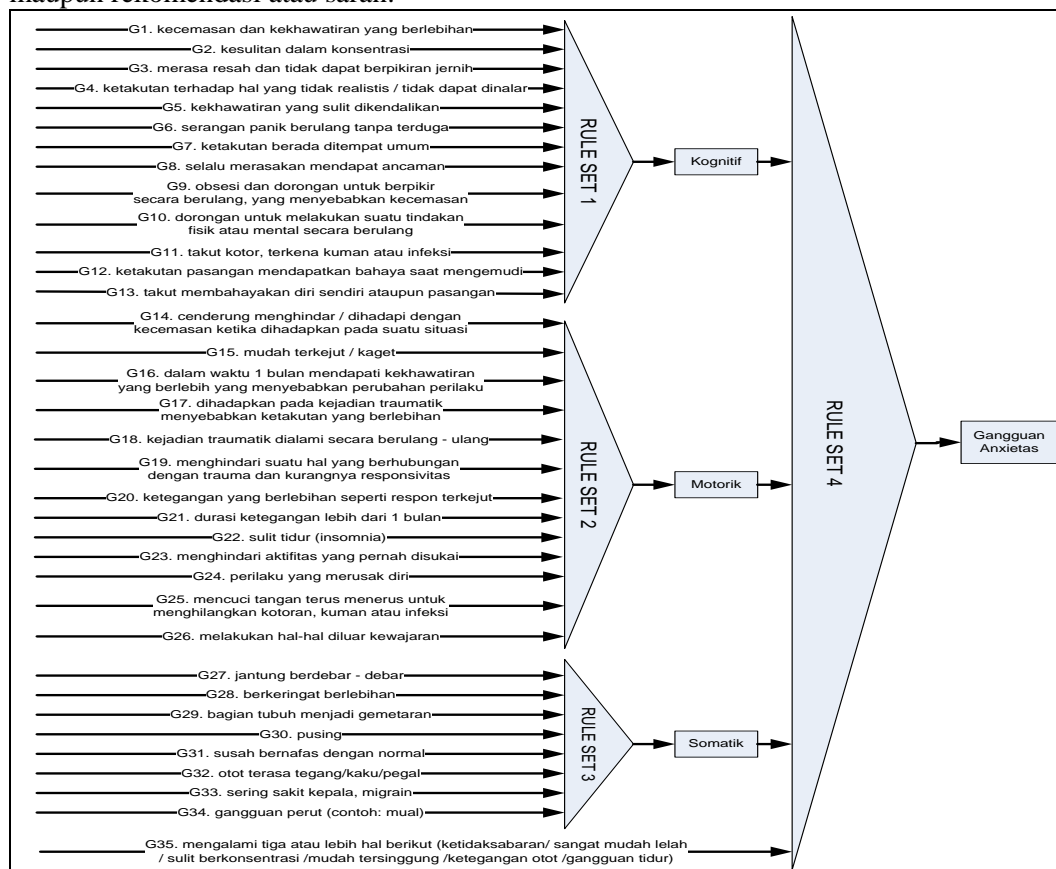 maupun rekomendasi atau saran.
G1. kecemasan dan kekhawatiran yang berlebihan
G2. kesulitan dalam konsentrasi
G3. merasa resah dan tidak dapat berpikiran jernih
G4. ketakutan terhadap hal yang tidak realistis / tidak dapat dinalar
G5. kekhawatiran yang sulit dikendalikan
G6. serangan panik berulang tanpa terduga
G7. ketakutan berada ditempat umum
G8. selalu merasakan mendapat ancaman
G9. obsesi dan dorongan untuk berpikir
secara berulang, yang menyebabkan kecemasan
G10. dorongan untuk melakukan suatu tindakan
fisik atau mental secara berulang
G11. takut kotor, terkena kuman atau infeksi
G12. ketakutan pasangan mendapatkan bahaya saat mengemudi
G13. takut membahayakan diri sendiri ataupun pasangan
RULE SET 1
Kognitif
G14. cenderung menghindar / dihadapi dengan
kecemasan ketika dihadapkan pada suatu situasi
G15. mudah terkejut / kaget
G16. dalam waktu 1 bulan mendapati kekhawatiran
yang berlebih yang menyebabkan perubahan perilaku
G17. dihadapkan pada kejadian traumatik
menyebabkan ketakutan yang berlebihan
G18. kejadian traumatik dialami secara berulang - ulang
G19. menghindari suatu hal yang berhubungan
dengan trauma dan kurangnya responsivitas
G20. ketegangan yang berlebihan seperti respon terkejut
G21. durasi ketegangan lebih dari 1 bulan
G22. sulit tidur (insomnia)
G23. menghindari aktifitas yang pernah disukai
G24. perilaku yang merusak diri
G25. mencuci tangan terus menerus untuk
menghilangkan kotoran, kuman atau infeksi
G26. melakukan hal-hal diluar kewajaran
RULE SET 2
Motorik
G27. jantung berdebar - debar
G28. berkeringat berlebihan
G29. bagian tubuh menjadi gemetaran
G30. pusing
G31. susah bernafas dengan normal
G32. otot terasa tegang/kaku/pegal
G33. sering sakit kepala, migrain
G34. gangguan perut (contoh: mual)
RULE SET 3
Somatik
G35. mengalami tiga atau lebih hal berikut (ketidaksabaran/ sangat mudah lelah
/ sulit berkonsentrasi /mudah tersinggung /ketegangan otot /gangguan tidur)
RULE SET 4
Gangguan
Anxietas